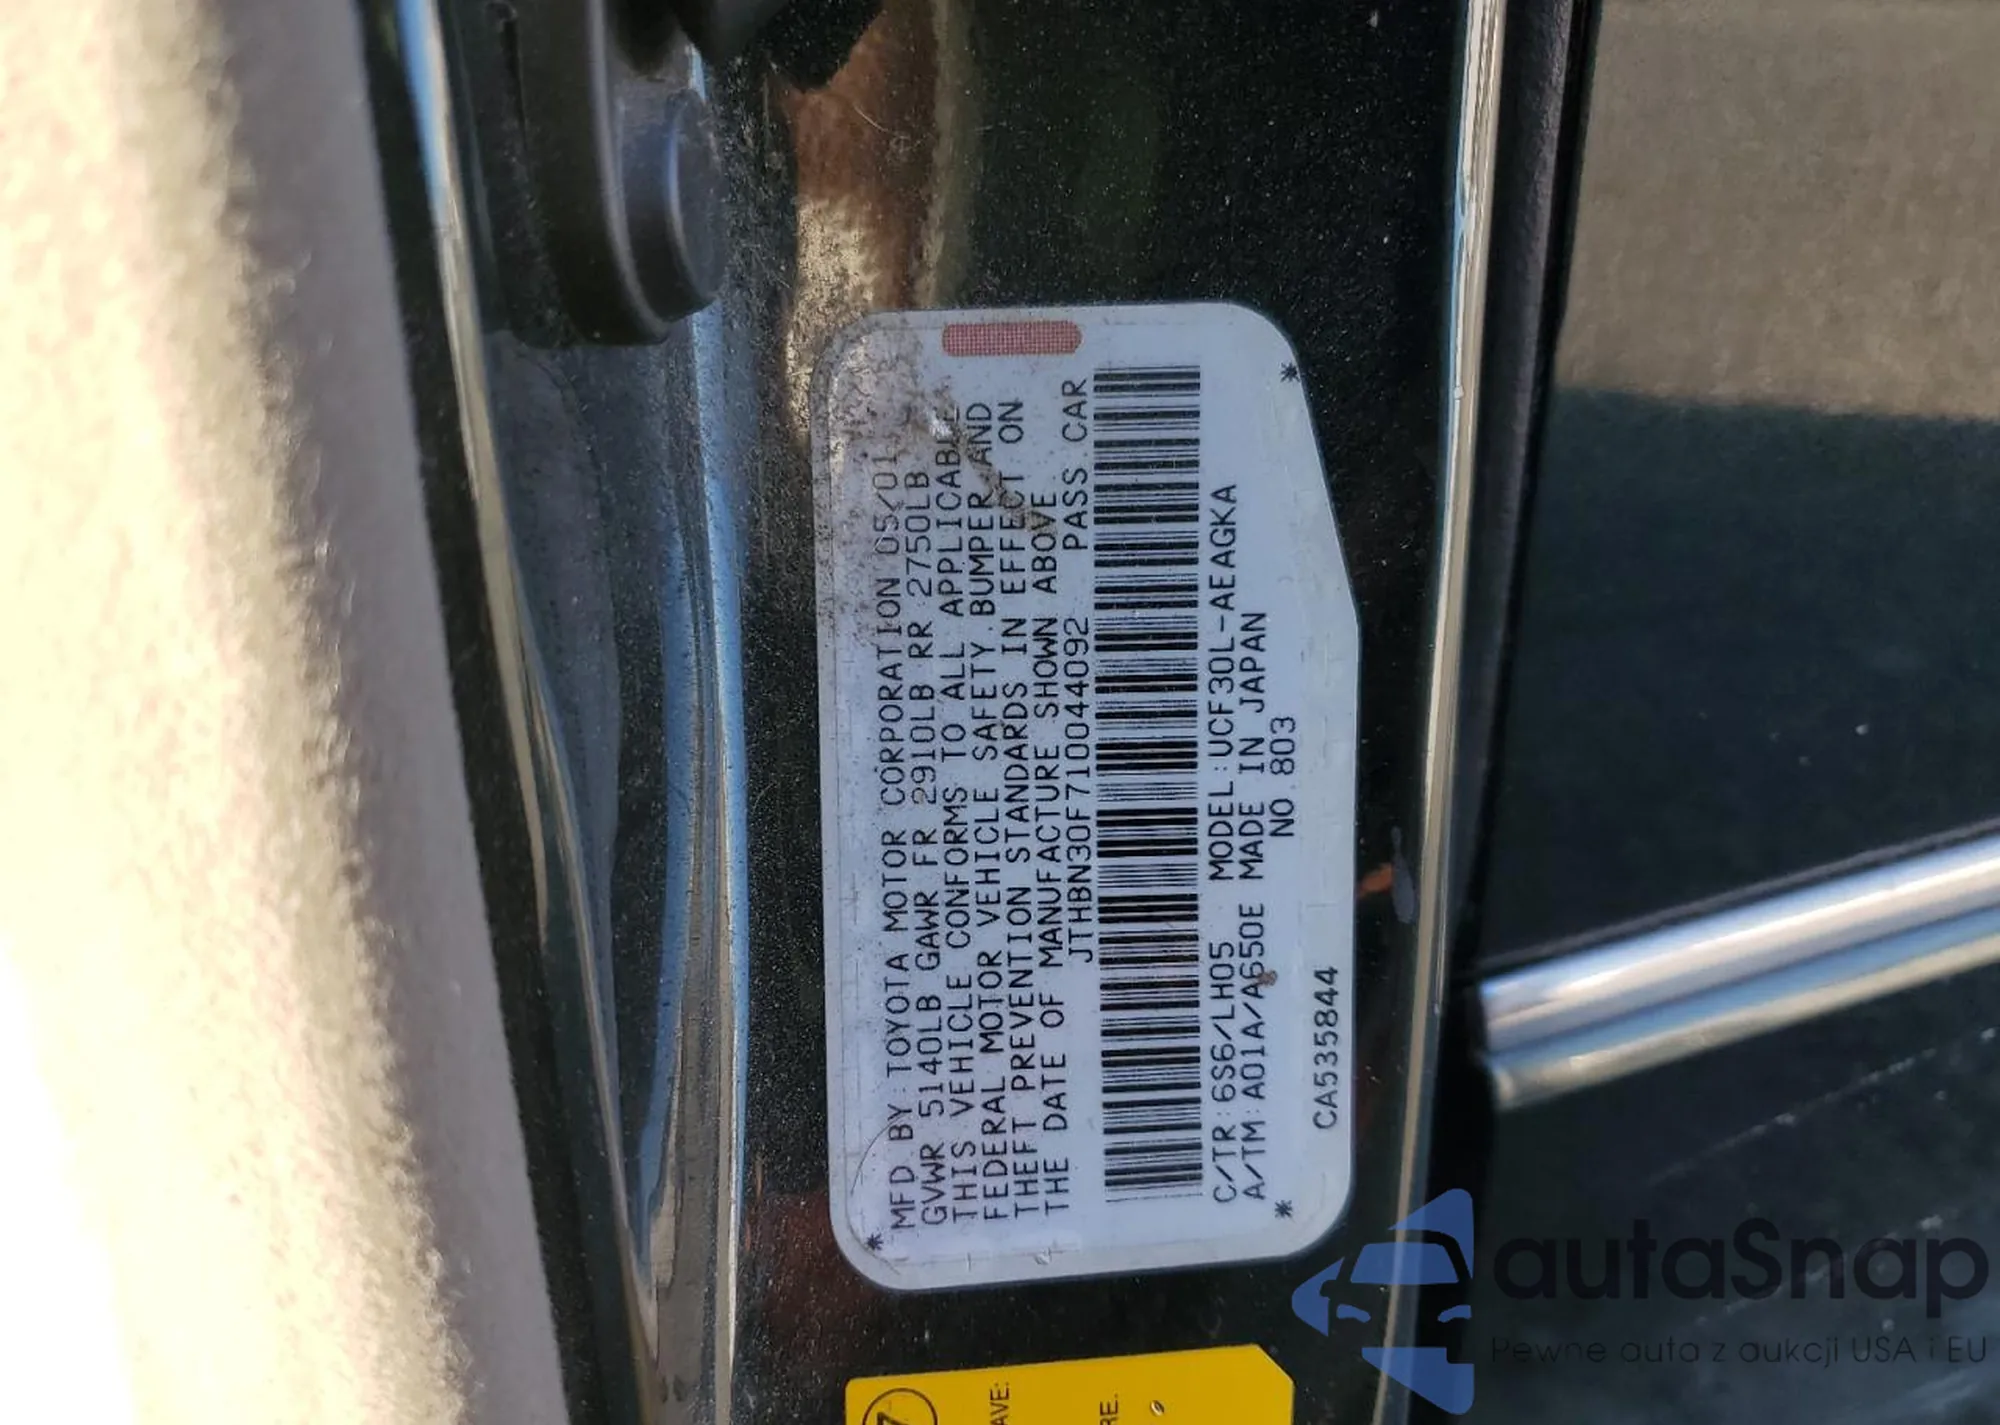 MFD.BY:TOYOTA MOTOR CORPORATION 05/01
GVWR 5140LB GAWR FR 2910LB RR 2750LB
THIS VEHICLE CONFORMS TO ALL APPLICABLE
FEDERAL MOTOR VEHICLE SAFETY.BUMPER AND
THEFT PREVENTION STANDARDS IN EFFECT ON
THE DATE OF MANUFACTURE SHOWN ABOVE.
JTHBN30F710044092 PASS.CAR
C/TR:6S6/LH05 MODEL:UCF30L-AEAGKA
A/TM:A01A/A650E MADE IN JAPAN
NO.803
CA535844
7
AVE:
RE.
autaSnap
Pewne auta z aukcji USA i EU